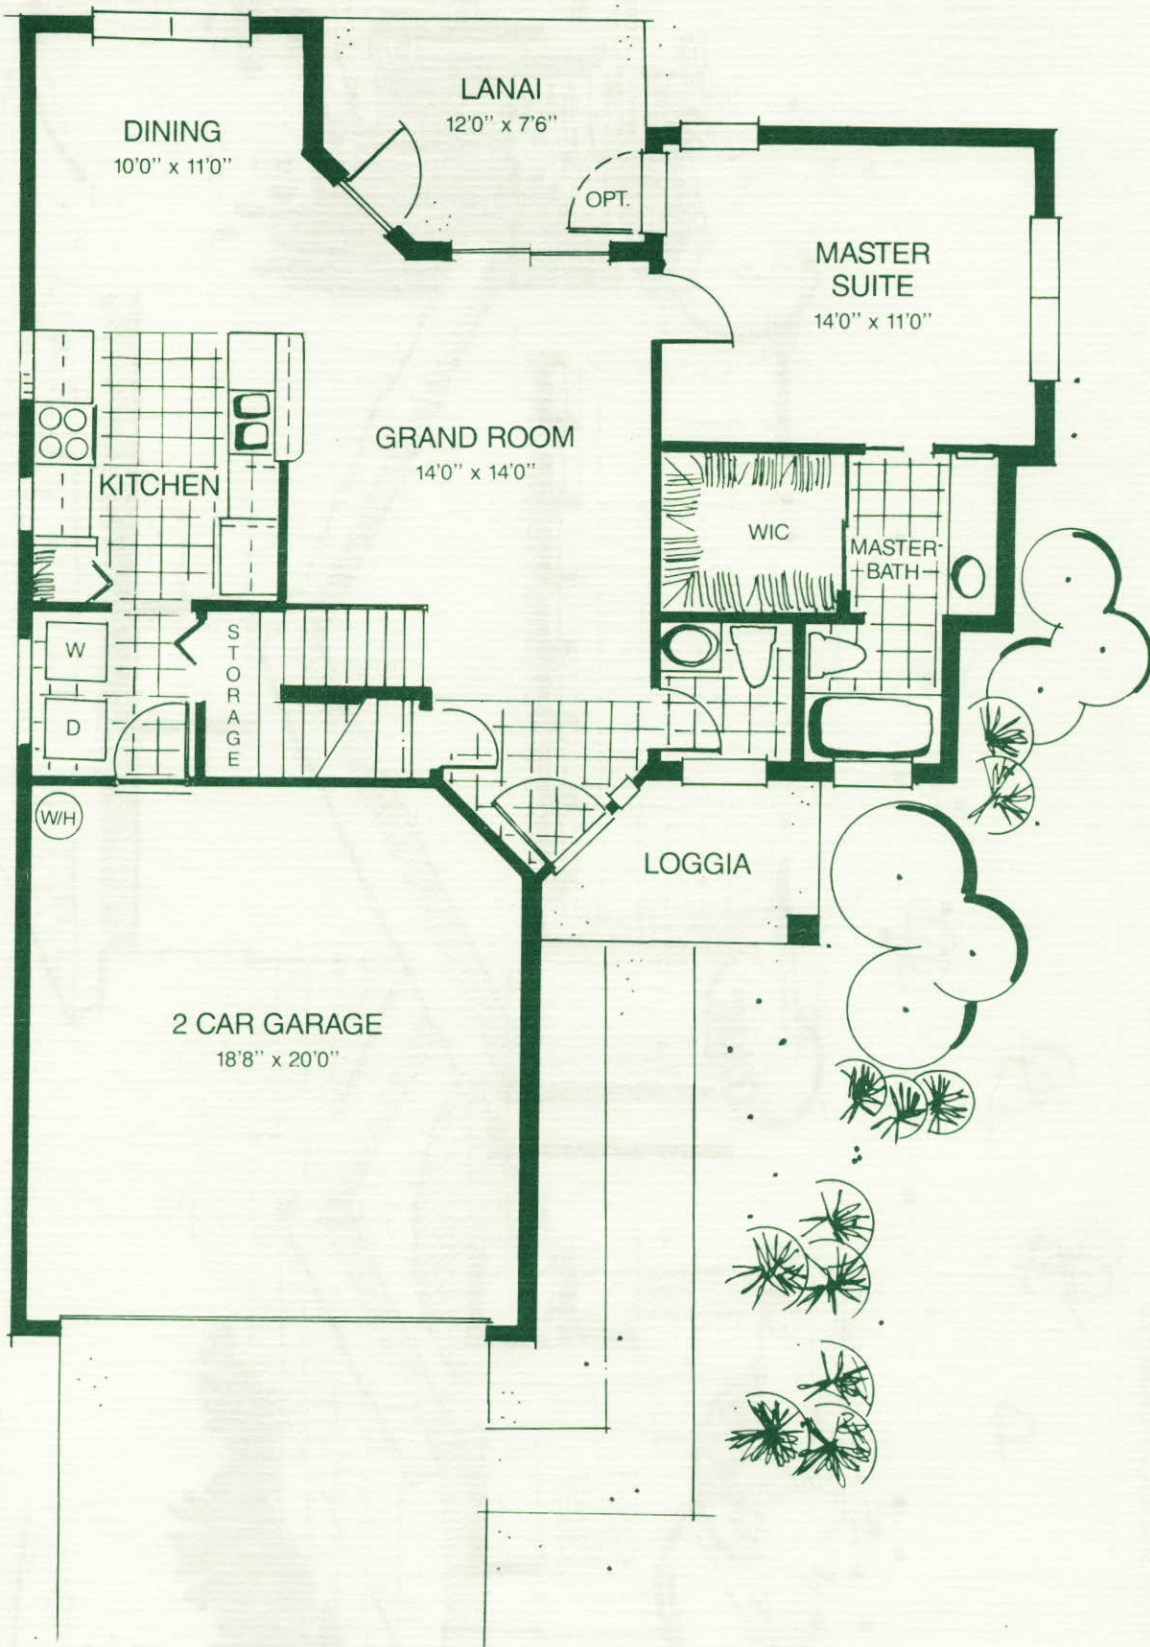 LANAI
12'0" x 7'6"
DINING
10'0" x 11'0"
OPT.
MASTER
SUITE
14'0" x 11'0"
GRAND ROOM
14'0" x 14'0"
KITCHEN
WIC
MASTER
BATH
W
D
STORAGE
W/H
L
LOGGIA
2 CAR GARAGE
18'8" x 20'0"